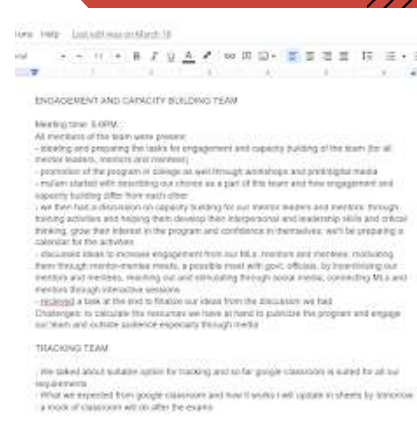 Help Last edit was on March 18
11 B I U A
ENGAGEMENT AND CAPACITY BUILDING TEAM
Meeting time: 5-6PM
All members of the team were present
- ideating and preparing the tasks for engagement and capacity building of the team (for all
mentor leaders, mentors and mentees)
- promotion of the program in college as well through workshops and print/digital media
- ma'am started with describing our chores as a part of this team and how engagement and
capacity building differ from each other
- we then had a discussion on capacity building for our mentor leaders and mentors: through
training activities and helping them develop their interpersonal and leadership skills and critical
thinking, grow their interest in the program and confidence in themselves; we'll be preparing a
calendar for the activities
- discussed ideas to increase engagement from our MLs, mentors and mentees: motivating
them through mentor-mentee meets, a possible meet with govt. officials, by incentivizing our
mentors and mentees, reaching out and stimulating through social media, connecting MLs and
mentors through interactive sessions
- recieved a task at the end to finalize our ideas from the discussion we had
Challenges: to calculate the resources we have at hand to publicize the program and engage
our team and outside audience especially through media
TRACKING TEAM
- We talked about suitable option for tracking and so far google classroom is suited for all our
requirements
- What we expected from google classroom and how it works I will update in sheets by tomorrow
- a mock of classroom will do after the exams